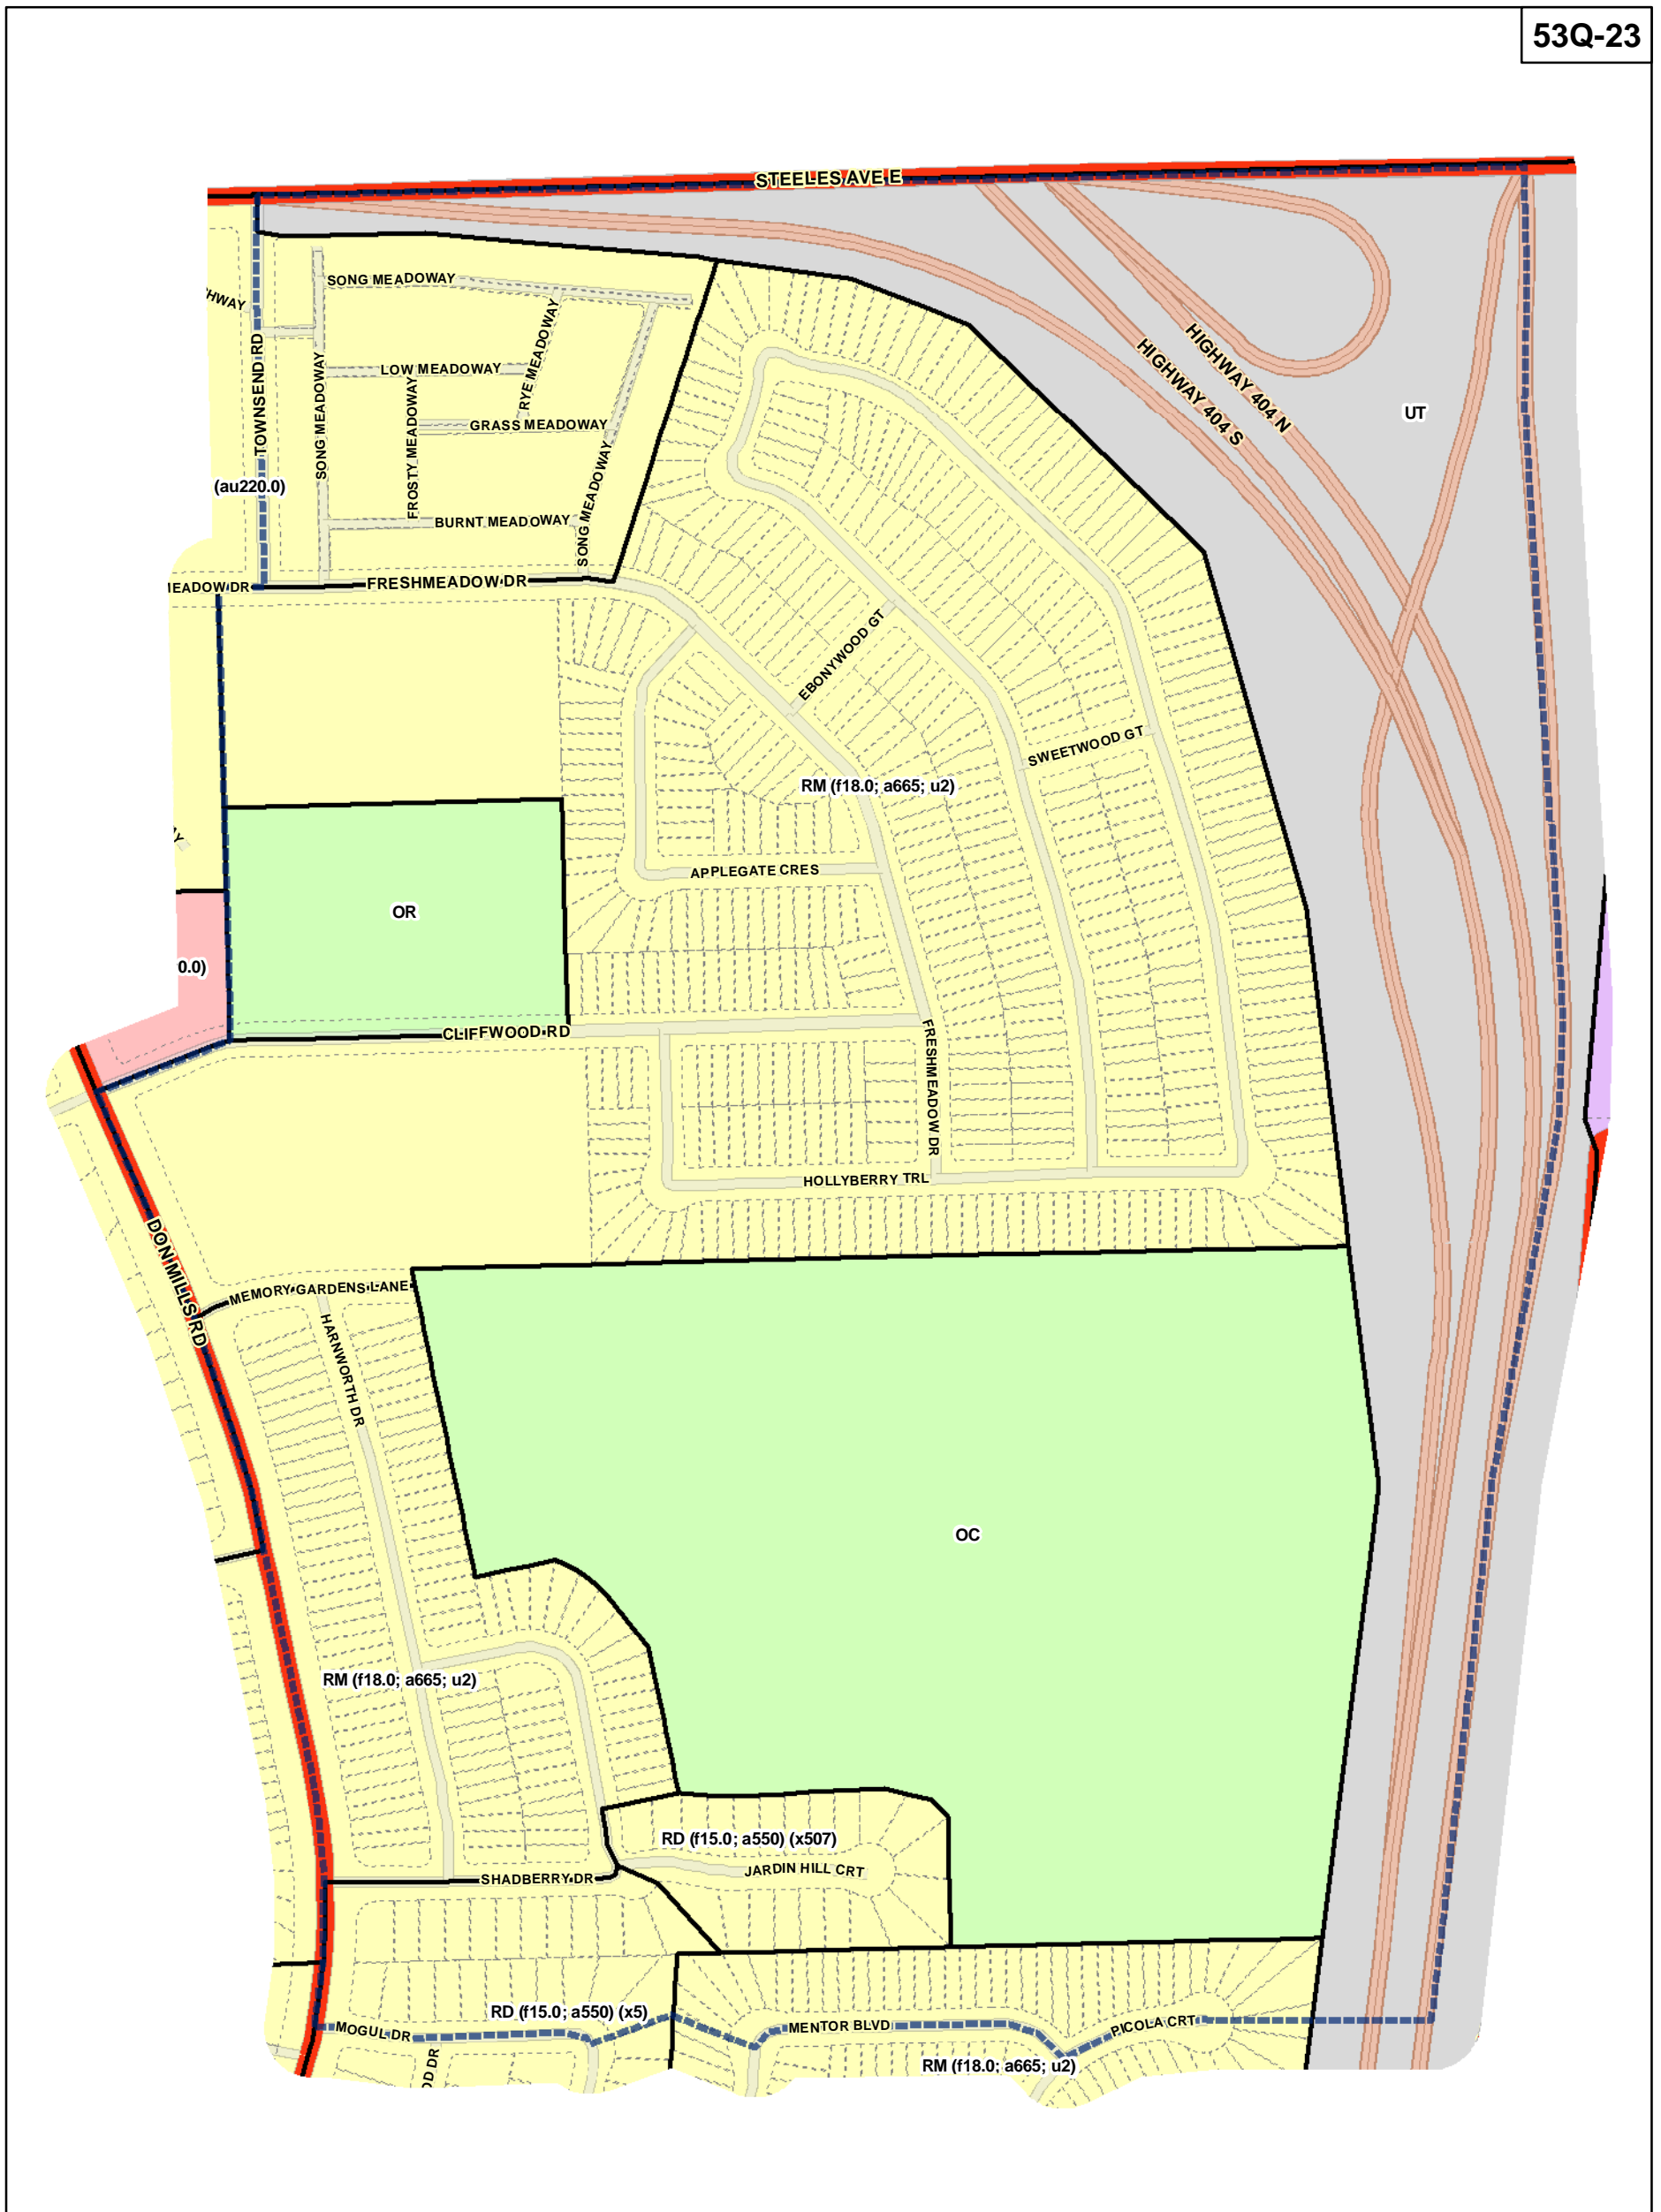 53Q-23
STEELES AVE E
SONG MEADOWAY
HWAY
RYE MEADOWAY
TOWNSEND RD
HIGHWAY 404 N
HIGHWAY 404 S
LOW MEADOWAY
SONG MEADOWAY
FROSTY MEADOWAY
UT
GRASS MEADOWAY
(au220.0)
SONG MEADOWAY
BURNT MEADOWAY
FRESHMEADOW DR
MEADOW DR
EBONYWOOD GT
SWEETWOOD GT
RM (f18.0; a665; u2)
APPLEGATE CRES
OR
0.0)
CLIFFWOOD RD
FRESHMEADOW DR
HOLLYBERRY TRL
DON MILLS RD
MEMORY GARDENS LANE
HARNWORTH DR
OC
RM (f18.0; a665; u2)
RD (f15.0; a550) (x507)
JARDIN HILL CRT
SHADBERRY DR
RD (f15.0; a550) (x5)
MOGUL DR
MENTOR BLVD
PICOLA CRT
OD DR
RM (f18.0; a665; u2)